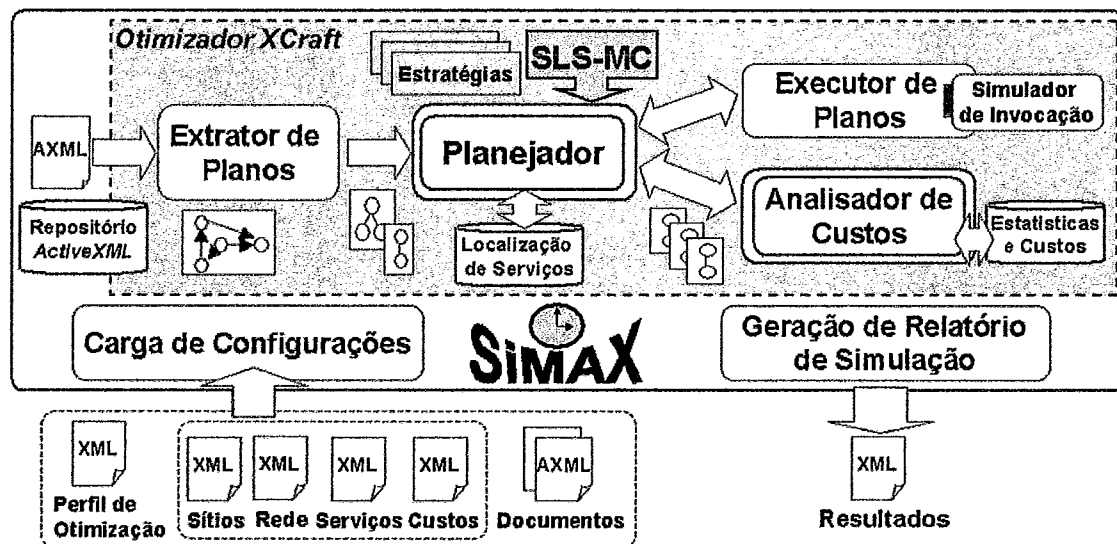 Otimizador XCraft
Estratégias
SLS-MC
AXML
Extrator de
Planos
Planejador
Executor de
Planos
Simulador
de Invocação
Repositório
ActiveXML
Localização
de Serviços
Analisador de
Custos
Estatísticas
e Custos
Carga de Configurações
SiMAX
Geração de Relatório
de Simulação
XML
Perfil de
Otimização
XML
Sítios
XML
Rede
XML
Serviços
XML
Custos
AXML
Documentos
XML
Resultados